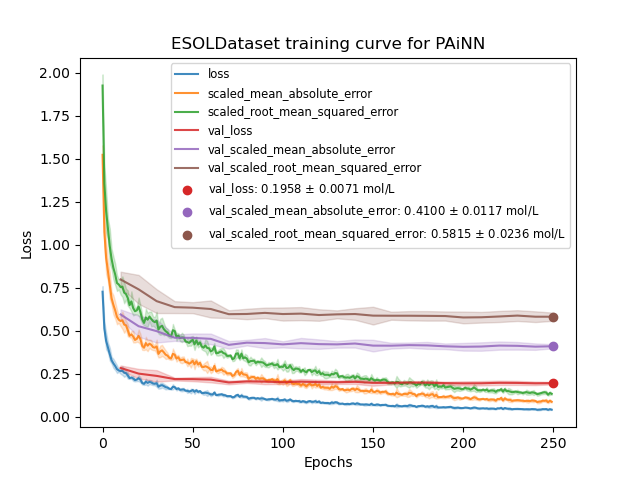 ESOLDataset training curve for PAiNN
loss
scaled_mean_absolute_error
scaled_root_mean_squared_error
val_loss
val_scaled_mean_absolute_error
val_scaled_root_mean_squared_error
val_loss: 0.1958 ± 0.0071 mol/L
val_scaled_mean_absolute_error: 0.4100 ± 0.0117 mol/L
val_scaled_root_mean_squared_error: 0.5815 ± 0.0236 mol/L
Loss
2.00
1.75
1.50
1.25
1.00
0.75
0.50
0.25
0.00
0 50 100 150 200 250
Epochs